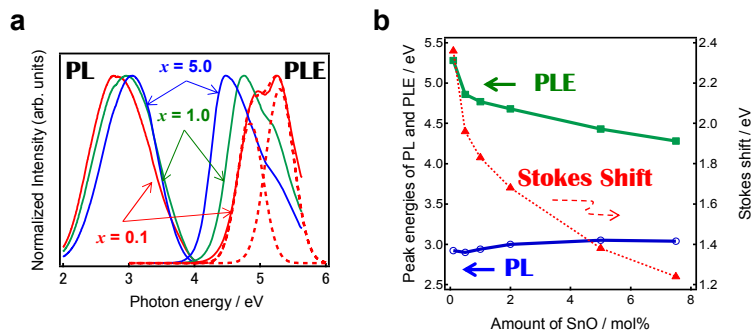 a
Normalized Intensity (arb. units)
PL
PLE
x = 5.0
x = 1.0
x = 0.1
2
3
4
5
6
Photon energy / eV
b
Peak energies of PL and PLE / eV
5.5
5.0
4.5
4.0
3.5
3.0
2.5
PLE
Stokes Shift
PL
2.4
2.2
2.0
1.8
1.6
1.4
1.2
Stokes shift / eV
0
2
4
6
8
Amount of SnO / mol%